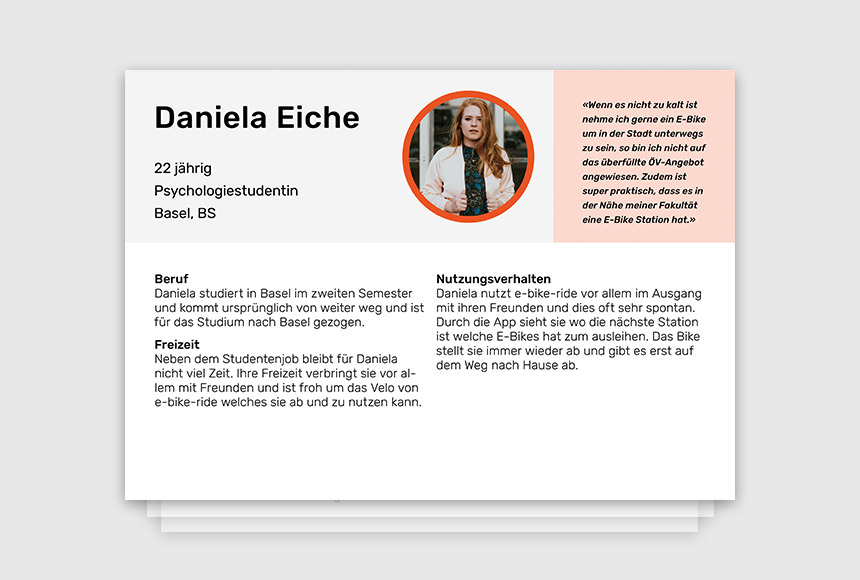 Daniela Eiche
22 jährig
Psychologiestudentin
Basel, BS
«Wenn es nicht zu kalt ist
nehme ich gerne ein E-Bike
um in der Stadt unterwegs
zu sein, so bin ich nicht auf
das überfüllte ÖV-Angebot
angewiesen. Zudem ist
super praktisch, dass es in
der Nähe meiner Fakultät
eine E-Bike Station hat.»
Beruf
Daniela studiert in Basel im zweiten Semester
und kommt ursprünglich von weiter weg und ist
für das Studium nach Basel gezogen.
Freizeit
Neben dem Studentenjob bleibt für Daniela
nicht viel Zeit. Ihre Freizeit verbringt sie vor al-
lem mit Freunden und ist froh um das Velo von
e-bike-ride welches sie ab und zu nutzen kann.
Nutzungsverhalten
Daniela nutzt e-bike-ride vor allem im Ausgang
mit ihren Freunden und dies oft sehr spontan.
Durch die App sieht sie wo die nächste Station
ist welche E-Bikes hat zum ausleihen. Das Bike
stellt sie immer wieder ab und gibt es erst auf
dem Weg nach Hause ab.